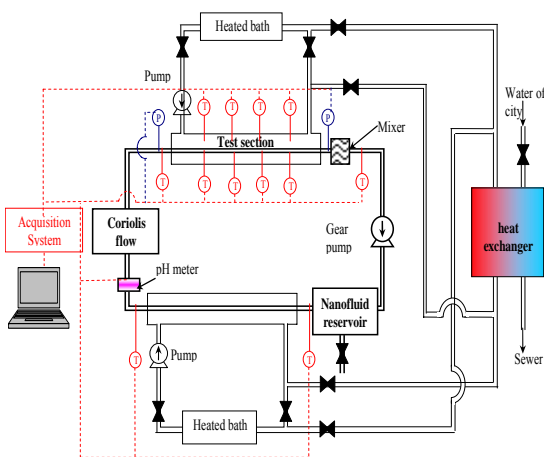 Heated bath
Pump
Water of
city
T T T T
P
P
Mixer
Test section
T T T T T T
Acquisition
System
Coriolis
flow
Gear
pump
heat
exchanger
pH meter
Nanofluid
reservoir
Pump
T
T
Sewer
Heated bath